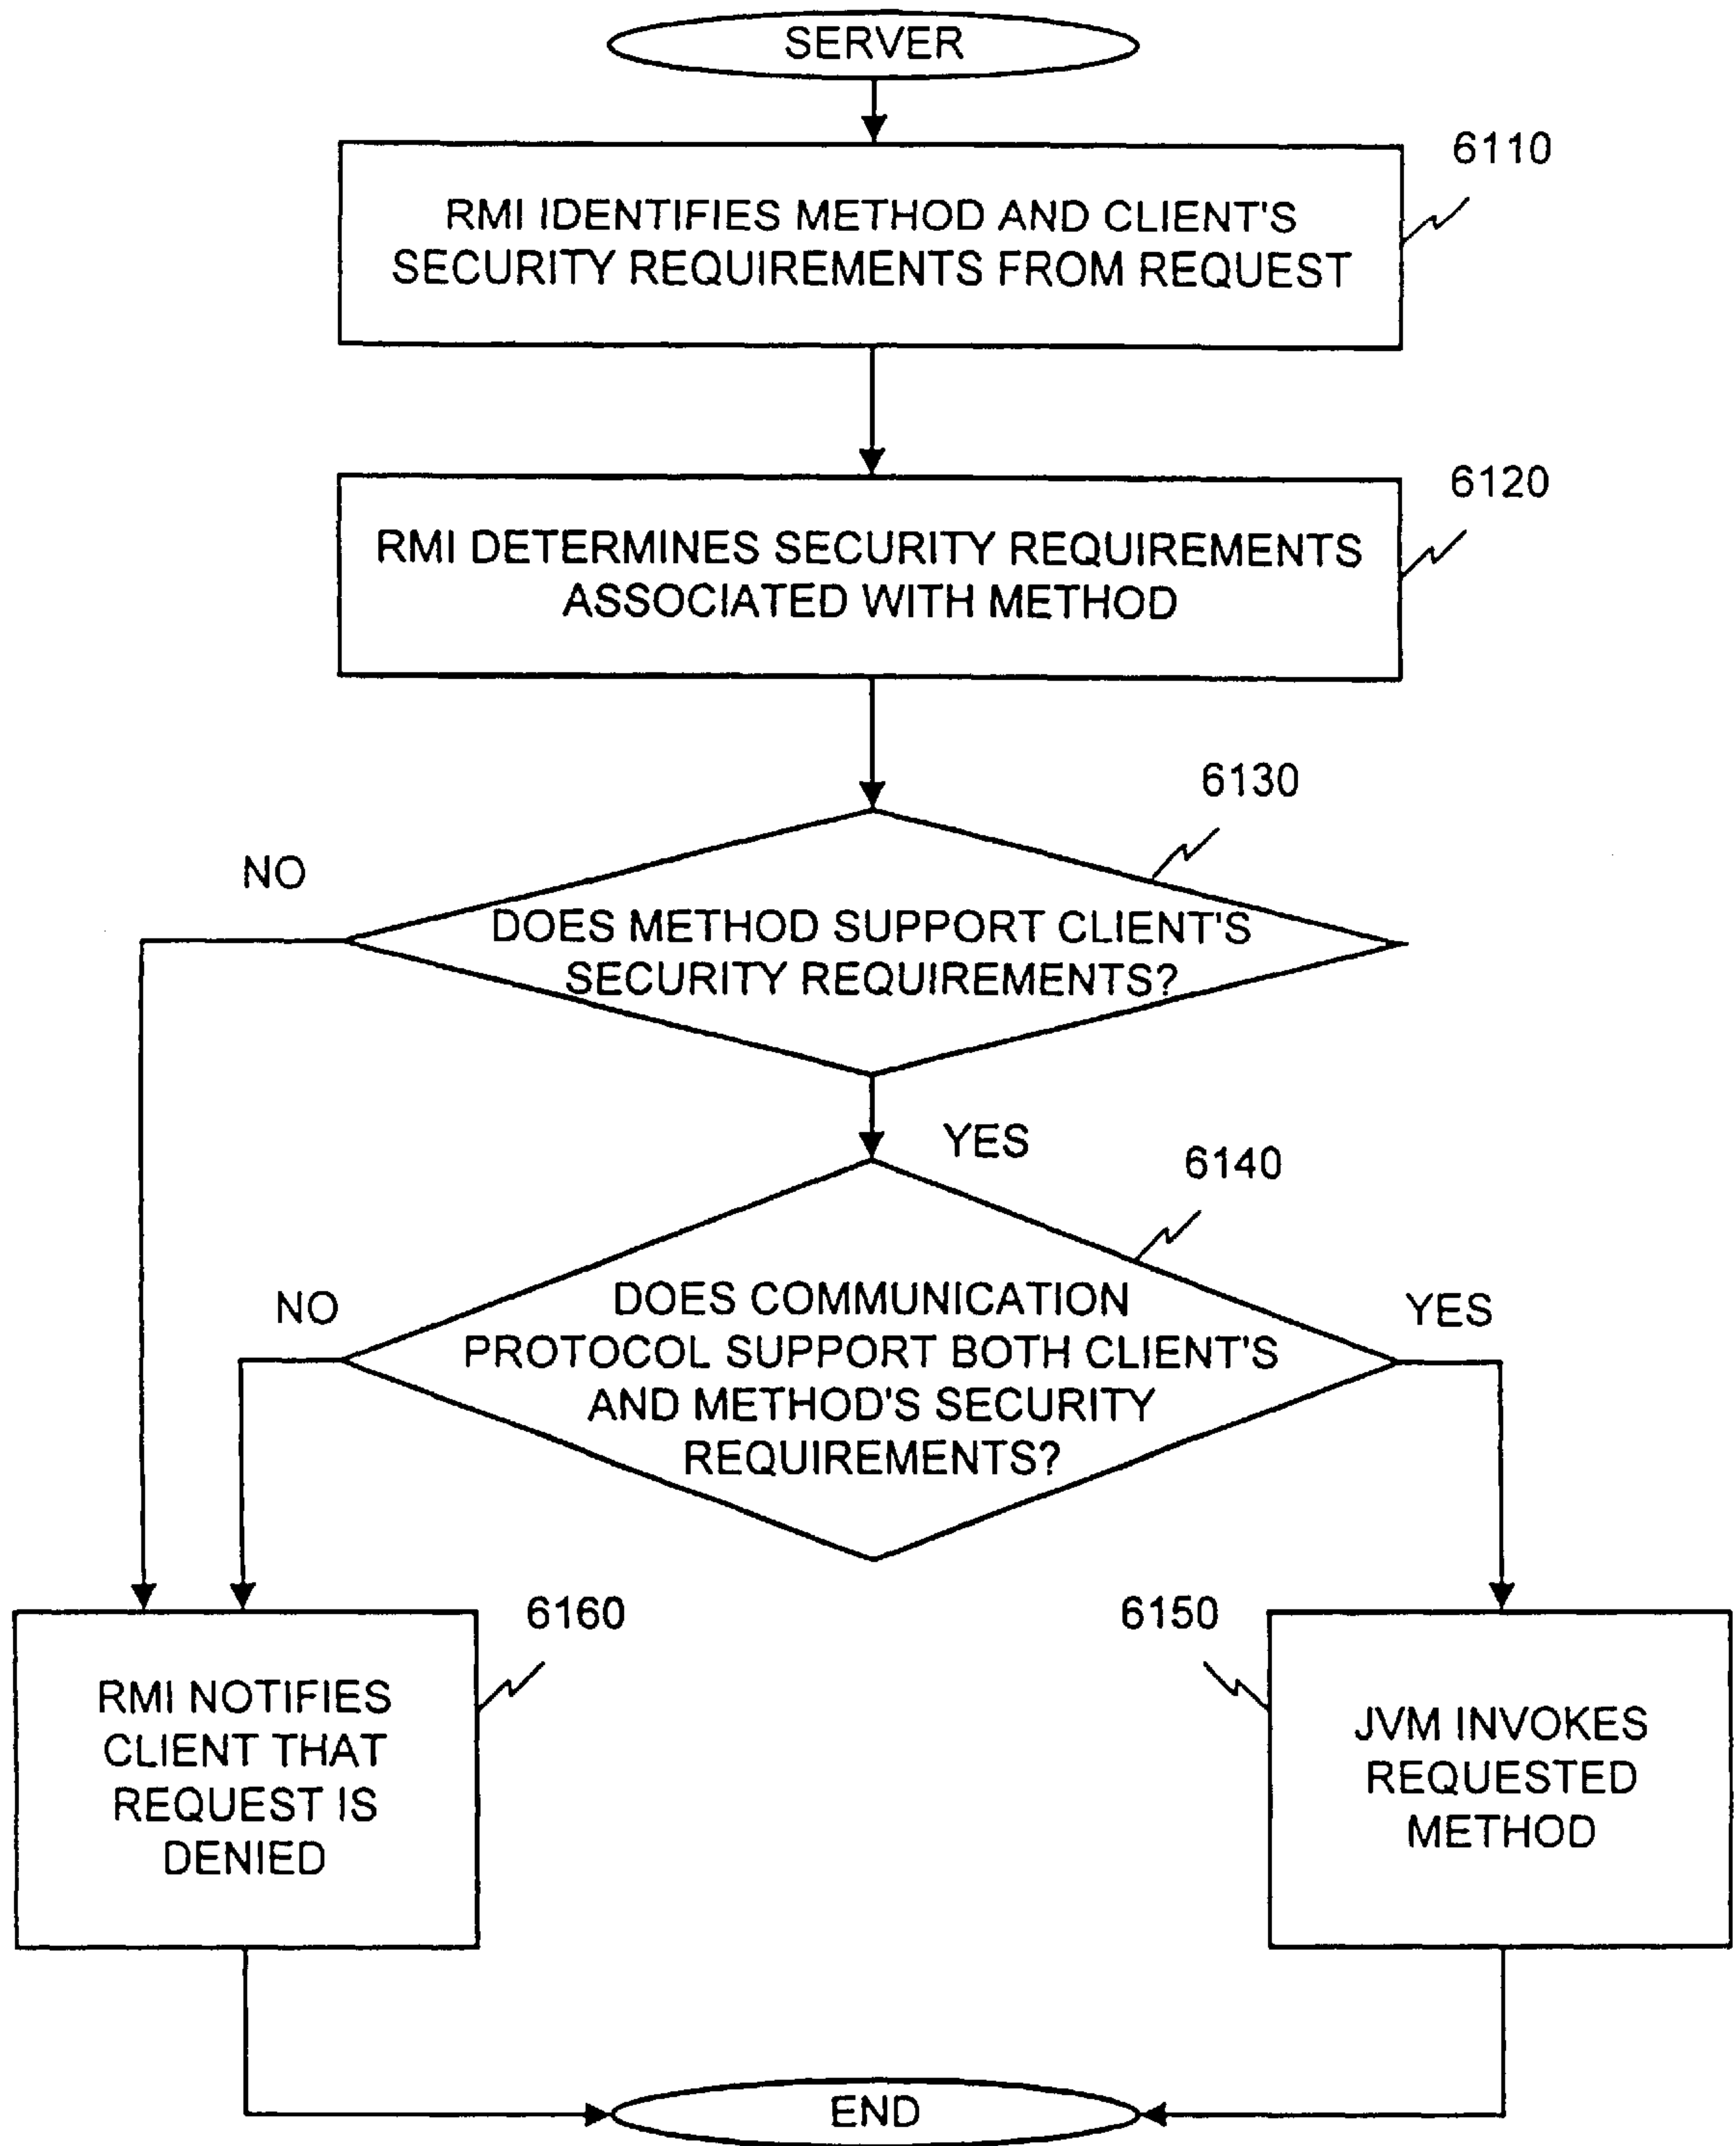 SERVER
6110
RMI IDENTIFIES METHOD AND CLIENT'S
SECURITY REQUIREMENTS FROM REQUEST
6120
RMI DETERMINES SECURITY REQUIREMENTS
ASSOCIATED WITH METHOD
6130
NO
DOES METHOD SUPPORT CLIENT'S
SECURITY REQUIREMENTS?
YES
6140
NO
DOES COMMUNICATION
PROTOCOL SUPPORT BOTH CLIENT'S
AND METHOD'S SECURITY
REQUIREMENTS?
YES
6160
RMI NOTIFIES
CLIENT THAT
REQUEST IS
DENIED
6150
JVM INVOKES
REQUESTED
METHOD
END